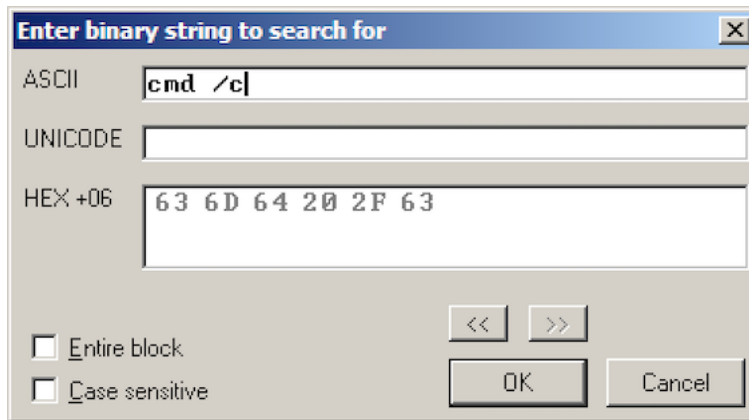 Enter binary string to search for
ASCII cmd /c
UNICODE
HEX +06 63 6D 64 20 2F 63
<< >>
Entire block
Case sensitive
OK Cancel